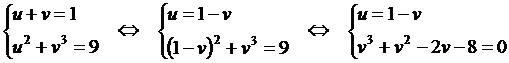 {u+v=1 ⇔ {u=1−v ⇔ {u=1−v
{u²+v³=9 ⇔ {(1−v)²+v³=9 ⇔ {v³+v²−2v−8=0